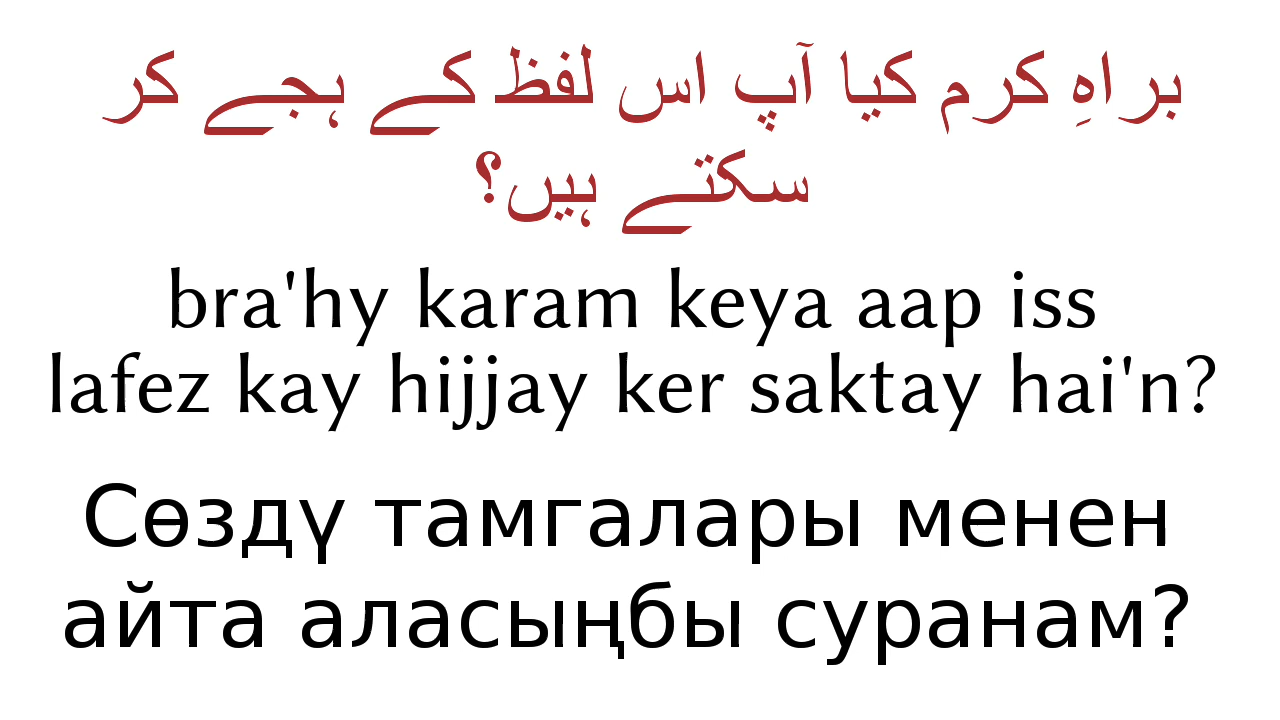 براہِ کرم کیا آپ اس لفظ کے ہجے کر
سکتے ہیں؟
bra'hy karam keya aap iss
lafez kay hijjay ker saktay hai'n?
Сөздү тамгалары менен
айта аласыңбы суранам?